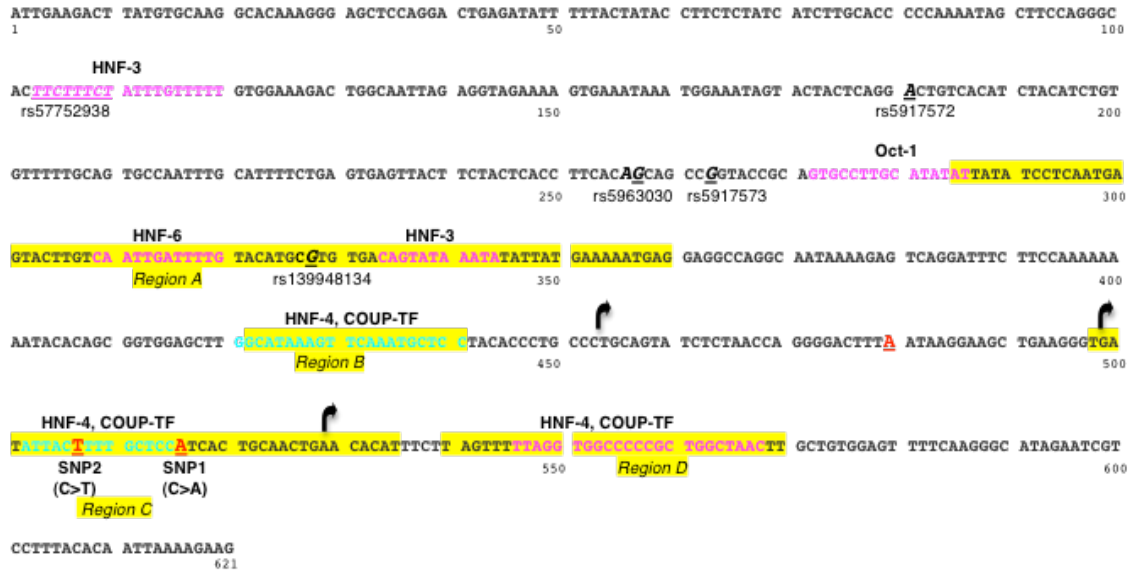 ATTGAAGACT TATGTGCAAG GCACAAAGGG AGCTCCAGGA CTGAGATATT TTTACTATAC CTTCTCTATC ATCTTGCACC CCCAAAATAG CTTCCAGGGC
1 50 100
HNF-3
ACTTCTTTCT ATTTGTTTTT GTGGAAAGAC TGGCAATTAG AGGTAGAAAA GTGAAATAAA TGGAAATAGT ACTACTCAGG ACTGTCACAT CTACATCTGT
rs57752938 150 rs5917572 200
Oct-1
GTTTTTGCAG TGCCAATTTG CATTTTCTGA GTGAGTTACT TCTACTCACC TTCACAGCAG CCGGTACCGC AGTGCCTTGC ATATATTATA TCCTCAATGA
250 rs5963030 rs5917573 300
HNF-6 HNF-3
GTACTTGTCA ATTGATTTTG TACATGCGTG TGACAGTATA AATATATTAT GAAAAATGAG GAGGCCAGGC AATAAAAGAG TCAGGATTTC TTCCAAAAAA
Region A rs139948134 350 400
HNF-4, COUP-TF
AATACACAGC GGTGGAGCTT GGCATAAAGT TCAAATGCTC CTACACCCTG CCCTGCAGTA TCTCTAACCA GGGGACTTTA ATAAGGAAGC TGAAGGGTGA
Region B 450 500
HNF-4, COUP-TF HNF-4, COUP-TF
TATTACTTTT GCTCCATCAC TGCAACTGAA CACATTTCTT AGTTTTTAGG TGGCCCCCGC TGGCTAACTT GCTGTGGAGT TTTCAAGGGC ATAGAATCGT
SNP2 SNP1 550 Region D 600
(C>T) (C>A)
Region C
CCTTTACACA ATTAAAAGAAG
621